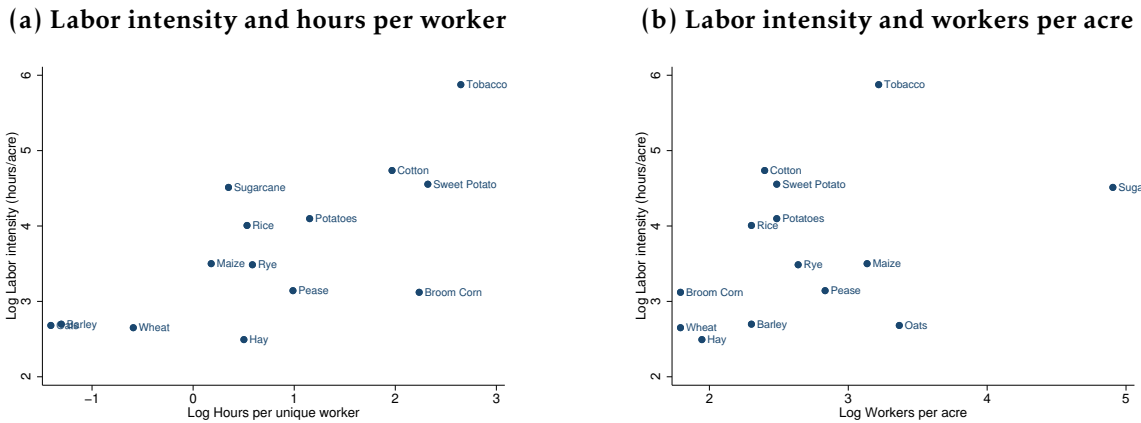 (a) Labor intensity and hours per worker
6
5
4
3
2
Log Labor intensity (hours/acre)
Tobacco
Cotton
Sweet Potato
Sugarcane
Potatoes
Rice
Maize
Rye
Pease
Broom Corn
Oats
Barley
Wheat
Hay
−1
0
1
2
3
Log Hours per unique worker
(b) Labor intensity and workers per acre
6
5
4
3
2
Log Labor intensity (hours/acre)
Tobacco
Cotton
Sweet Potato
Suga
Potatoes
Rice
Rye
Maize
Pease
Broom Corn
Wheat
Barley
Oats
Hay
2
3
4
5
Log Workers per acre